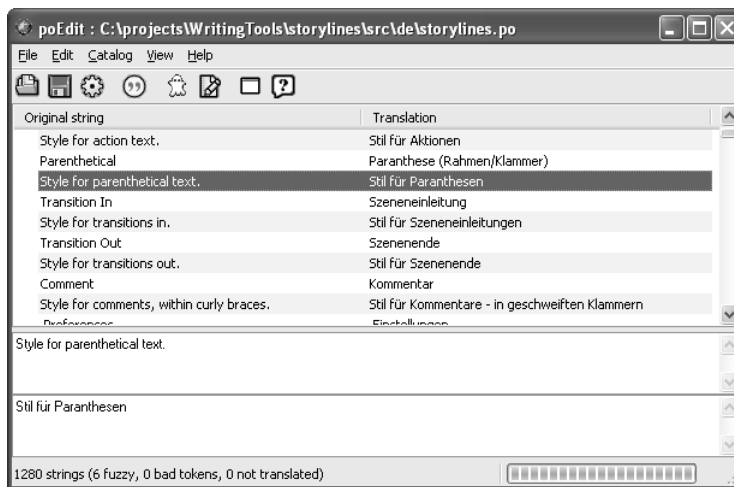 poEdit : C:\projects\WritingTools\storylines\src\de\storylines.po
File Edit Catalog View Help
Original string Translation
Style for action text. Stil für Aktionen
Parenthetical Paranthese (Rahmen/Klammer)
Style for parenthetical text. Stil für Paranthesen
Transition In Szeneneinleitung
Style for transitions in. Stil für Szeneneinleitungen
Transition Out Szenenende
Style for transitions out. Stil für Szenenende
Comment Kommentar
Style for comments, within curly braces. Stil für Kommentare - in geschweiften Klammern
Preferences Einstellungen
Style for parenthetical text.
Stil für Paranthesen
1280 strings (6 fuzzy, 0 bad tokens, 0 not translated)